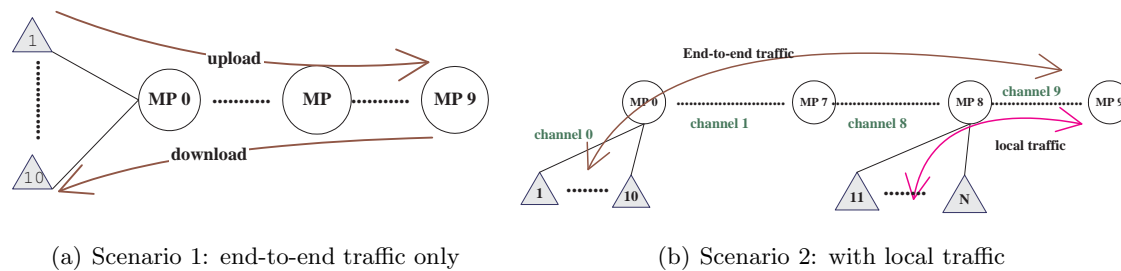 1
upload
MP 0
MP
MP 9
download
10
(a) Scenario 1: end-to-end traffic only
End-to-end traffic
MP 0
MP 7
MP 8
MP 9
channel 9
channel 0
channel 1
channel 8
local traffic
1
10
11
N
(b) Scenario 2: with local traffic